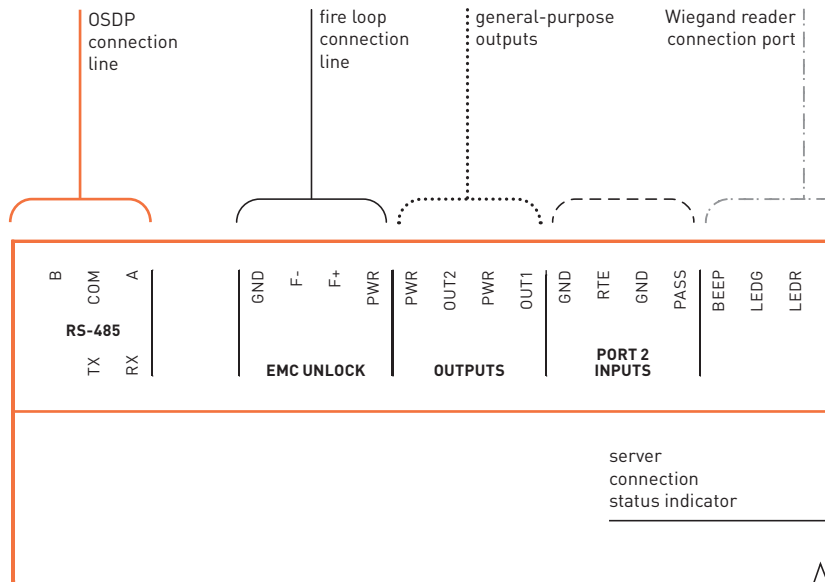 OSDP
connection
line
fire loop
connection
line
general-purpose
outputs
Wiegand reader
connection port
B
COM
A
GND
F-
F+
PWR
PWR
OUT2
PWR
OUT1
GND
RTE
GND
PASS
BEEP
LEDG
LEDR
RS-485
TX
RX
EMC UNLOCK
OUTPUTS
PORT 2
INPUTS
server
connection
status indicator